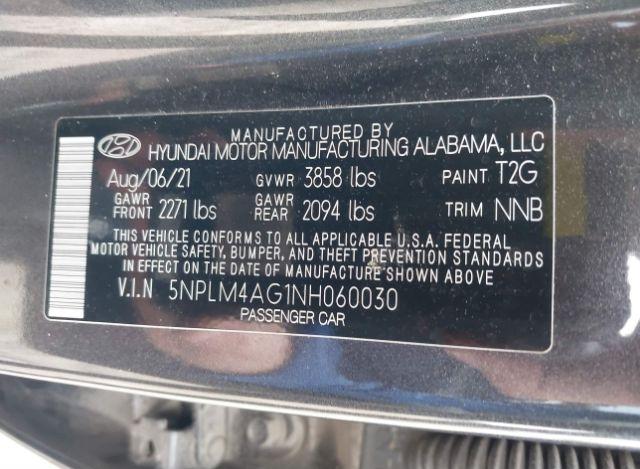 MANUFACTURED BY
HYUNDAI MOTOR MANUFACTURING ALABAMA, LLC
Aug/06/21 GVWR 3858 lbs PAINT T2G
GAWR FRONT 2271 lbs GAWR REAR 2094 lbs TRIM NNB
THIS VEHICLE CONFORMS TO ALL APPLICABLE U.S.A. FEDERAL
MOTOR VEHICLE SAFETY, BUMPER, AND THEFT PREVENTION STANDARDS
IN EFFECT ON THE DATE OF MANUFACTURE SHOWN ABOVE
V.I.N 5NPLM4AG1NH060030
PASSENGER CAR